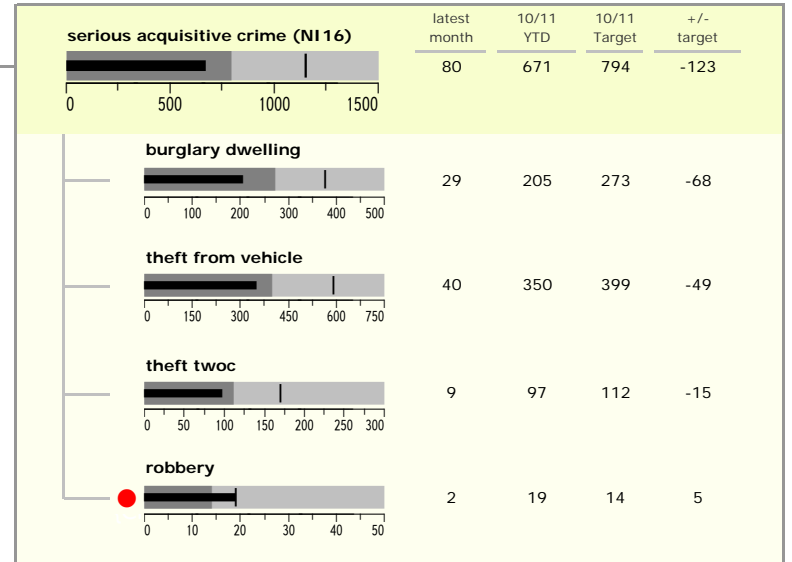 latest 10/11 10/11 +/-
serious acquisitive crime (NI16) month YTD Target target
80 671 794 -123
0 500 1000 1500
burglary dwelling
29 205 273 -68
0 100 200 300 400 500
theft from vehicle
40 350 399 -49
0 150 300 450 600 750
theft twoc
9 97 112 -15
0 50 100 150 200 250 300
robbery
2 19 14 5
0 10 20 30 40 50